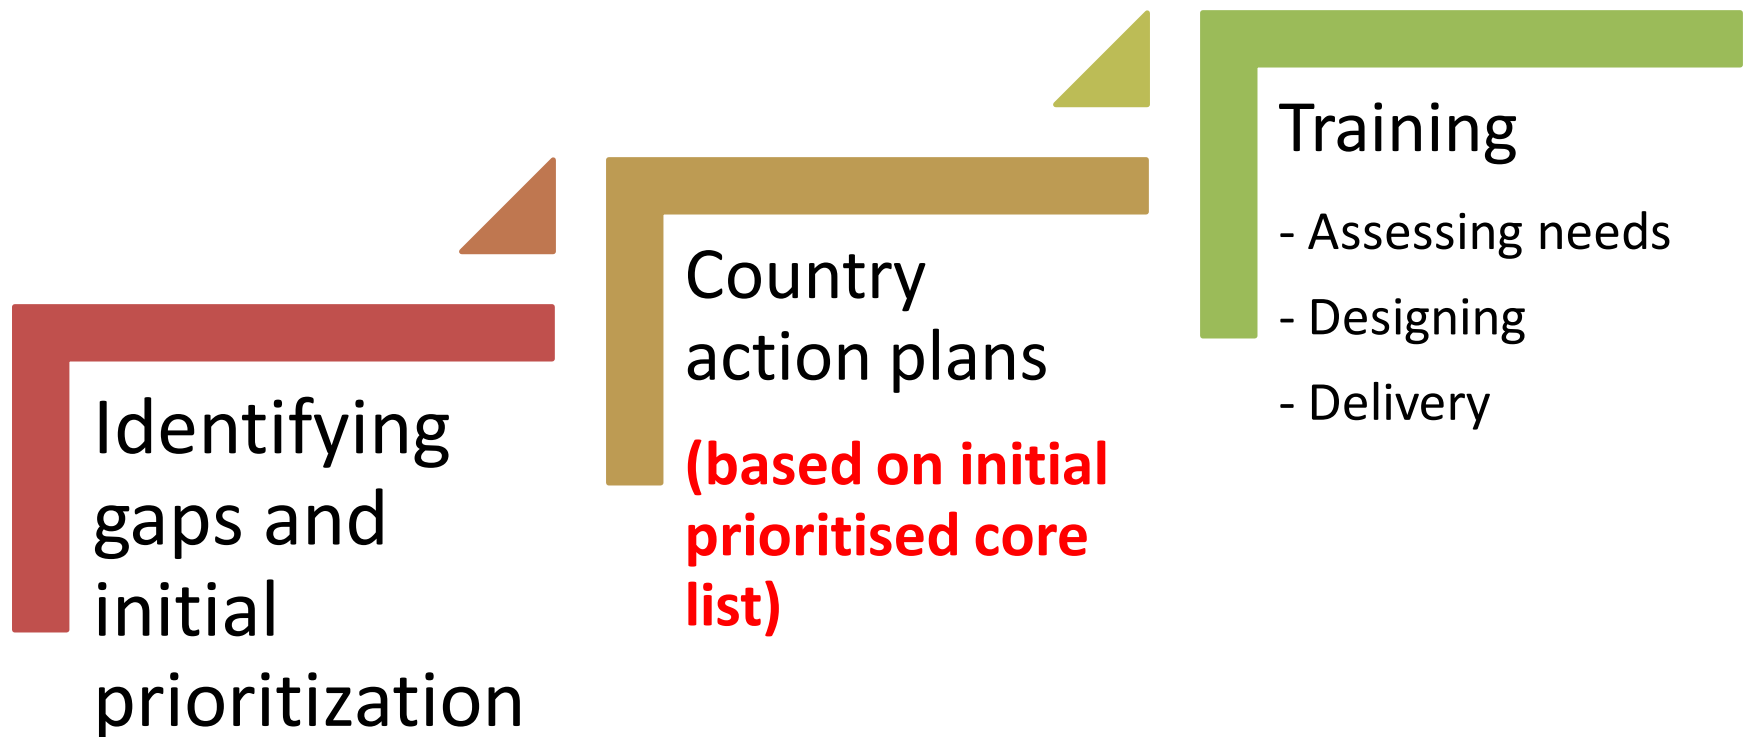 Identifying
gaps and
initial
prioritization
Country
action plans
(based on initial
prioritised core
list)
Training
- Assessing needs
- Designing
- Delivery